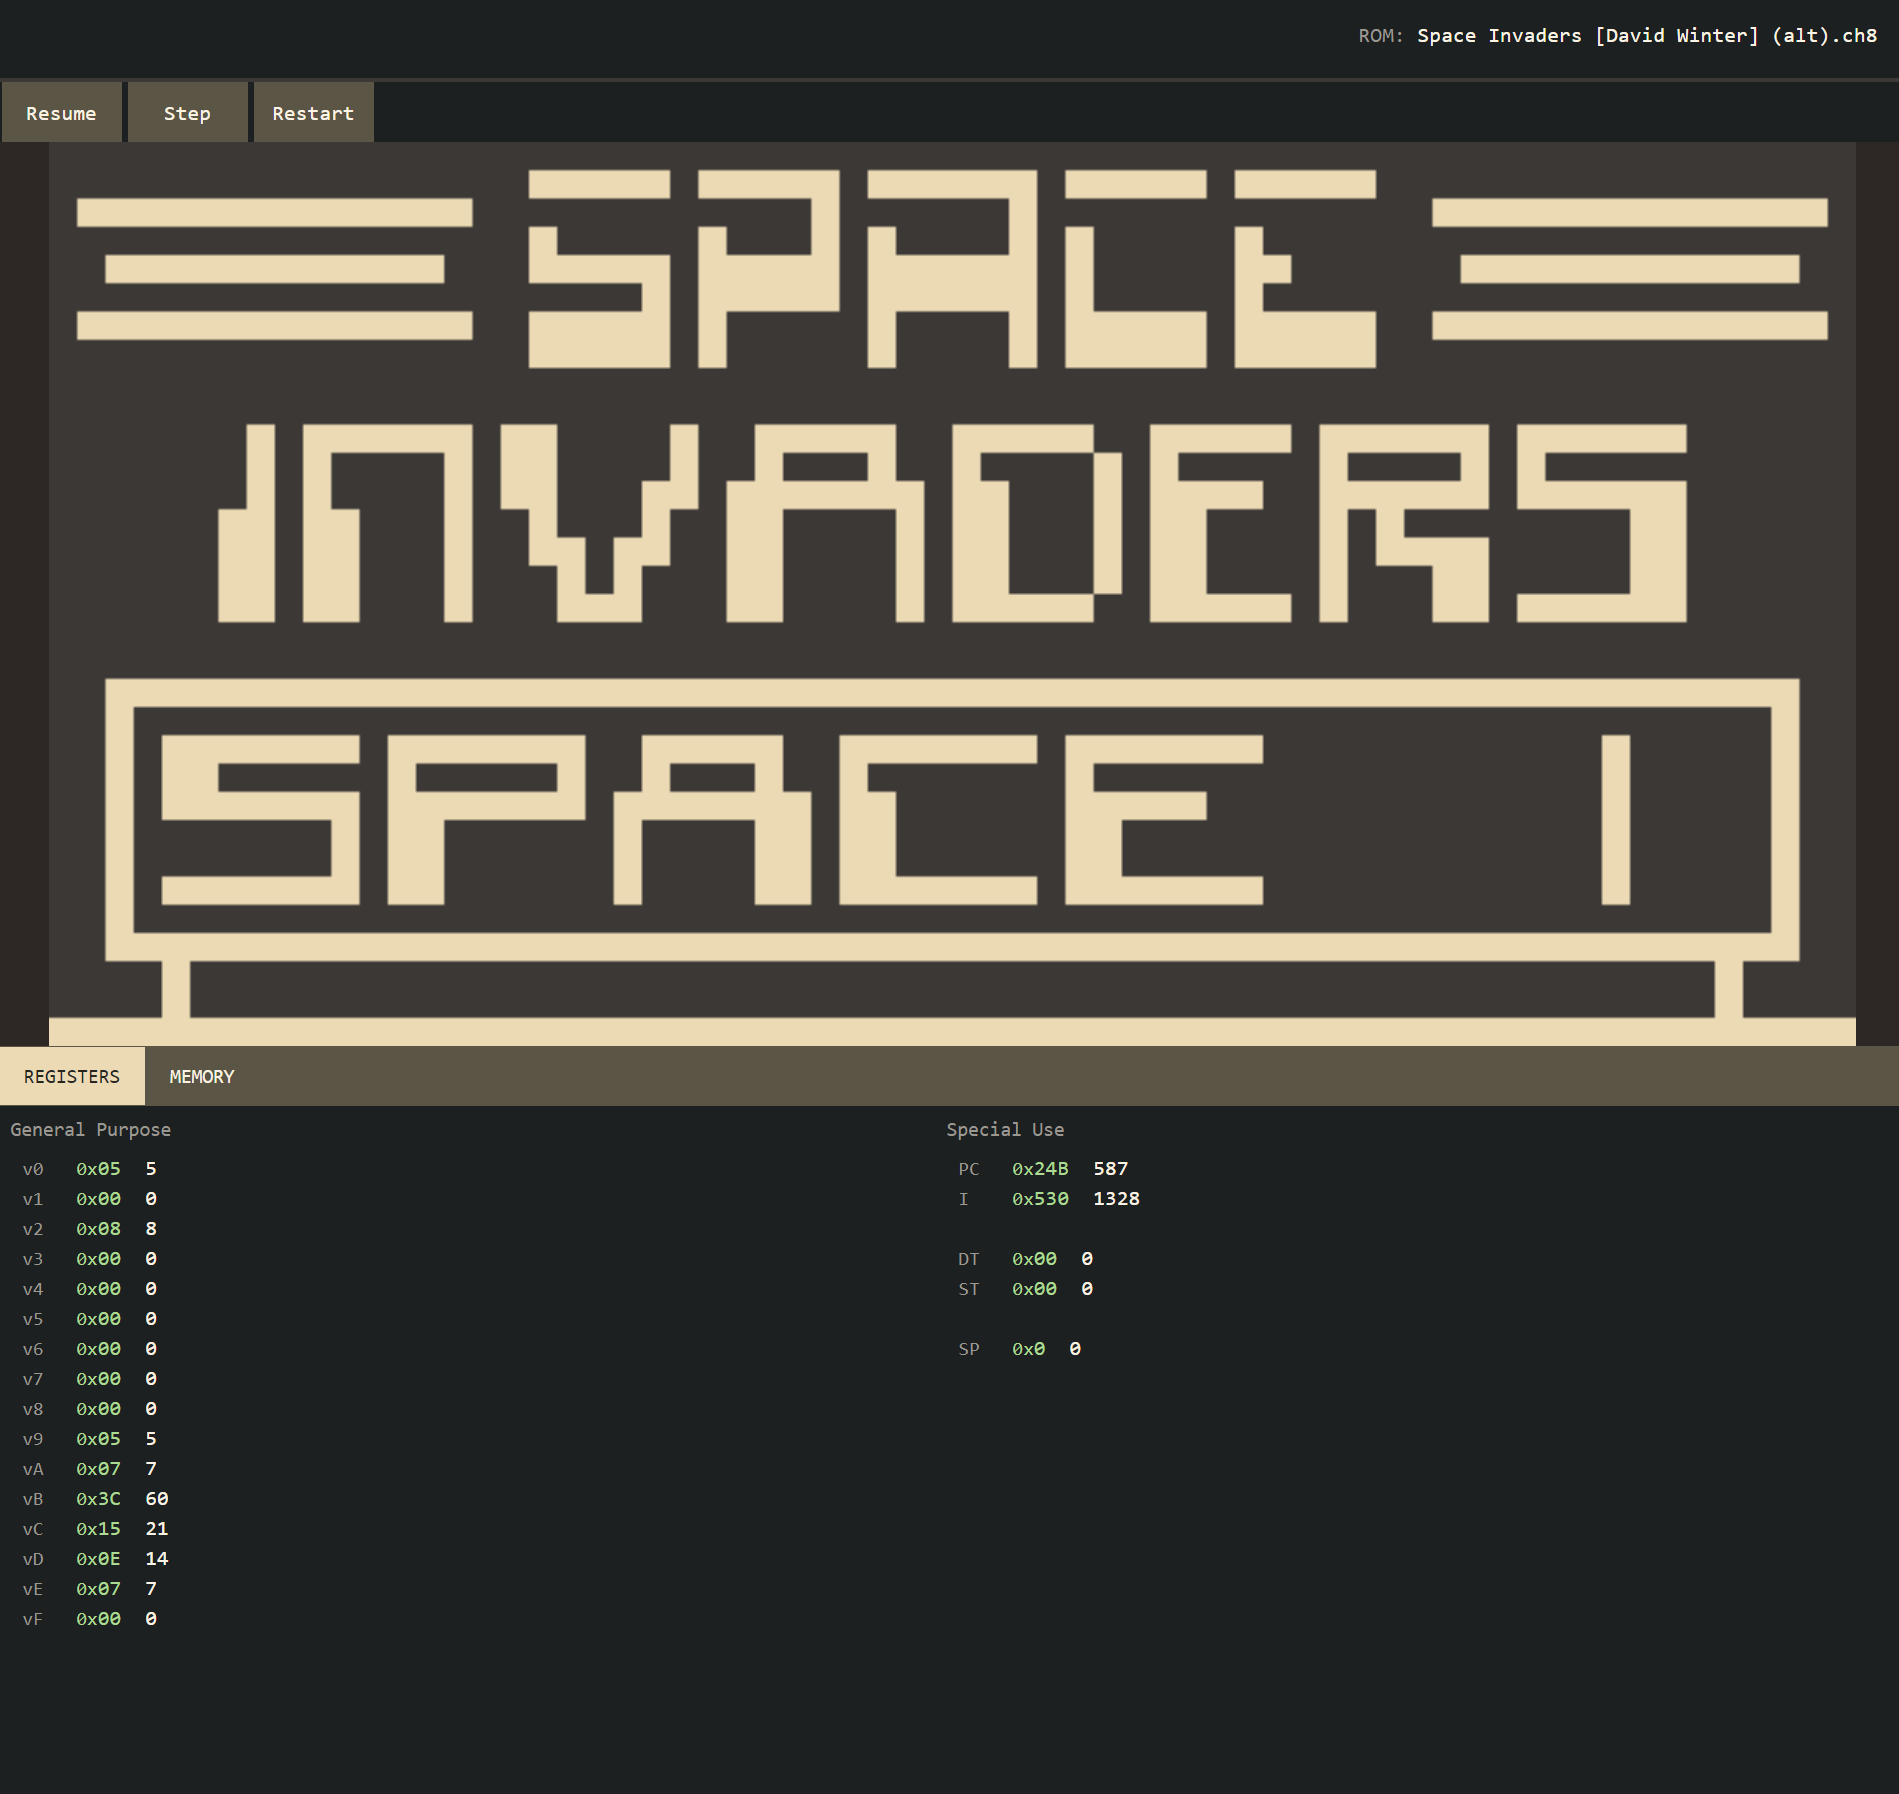 ROM: Space Invaders [David Winter] (alt).ch8
Resume Step Restart
SPACE
INVADERS
SPACE I
REGISTERS MEMORY
General Purpose Special Use
v0 0x05 5 PC 0x24B 587
v1 0x00 0 I 0x530 1328
v2 0x08 8
v3 0x00 0 DT 0x00 0
v4 0x00 0 ST 0x00 0
v5 0x00 0
v6 0x00 0 SP 0x0 0
v7 0x00 0
v8 0x00 0
v9 0x05 5
vA 0x07 7
vB 0x3C 60
vC 0x15 21
vD 0x0E 14
vE 0x07 7
vF 0x00 0